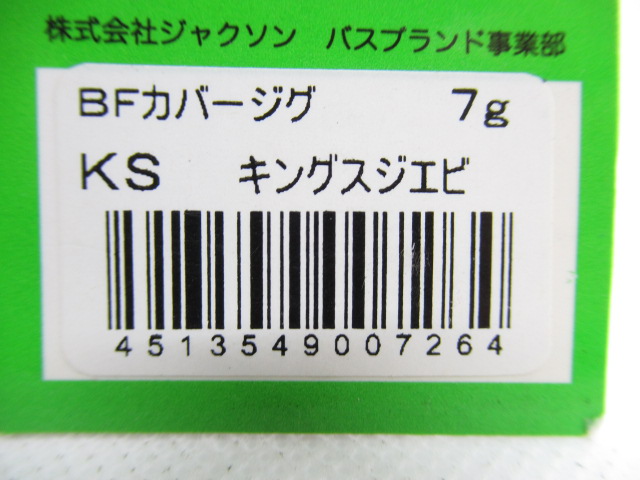 株式会社ジャクソン　バスブランド事業部
BFカバージグ　7g
KS　キングスジエビ
4513549007264